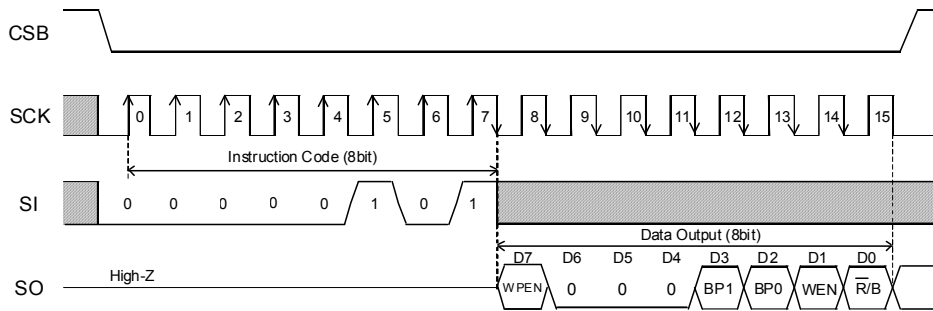 CSB
SCK 0 1 2 3 4 5 6 7 8 9 10 11 12 13 14 15
Instruction Code (8bit)
SI 0 0 0 0 0 1 0 1
Data Output (8bit)
D7 D6 D5 D4 D3 D2 D1 D0
High-Z
SO WPEN 0 0 0 BP1 BP0 WEN R̅/B